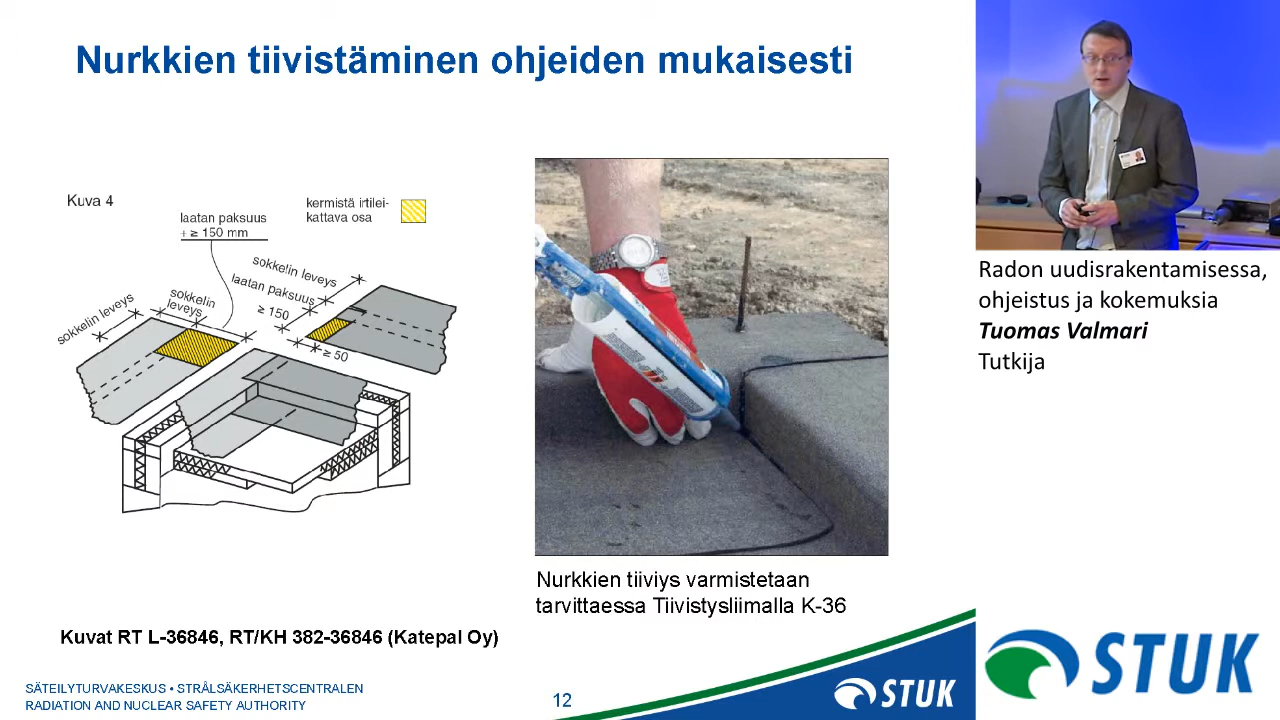 Nurkkien tiivistäminen ohjeiden mukaisesti
Kuva 4
laatan paksuus
+ ≥ 150 mm
kermistä irtilei-
kattava osa
sokkelin leveys
sokkelin
leveys
sokkelin leveys
laatan paksuus
≥ 150
≥ 50
Nurkkien tiiviys varmistetaan
tarvittaessa Tiivistysliimalla K-36
Kuvat RT L-36846, RT/KH 382-36846 (Katepal Oy)
SÄTEILYTURVAKESKUS • STRÅLSÄKERHETSCENTRALEN
RADIATION AND NUCLEAR SAFETY AUTHORITY
12
STUK
STUK
Radon uudisrakentamisessa,
ohjeistus ja kokemuksia
Tuomas Valmari
Tutkija
STUK